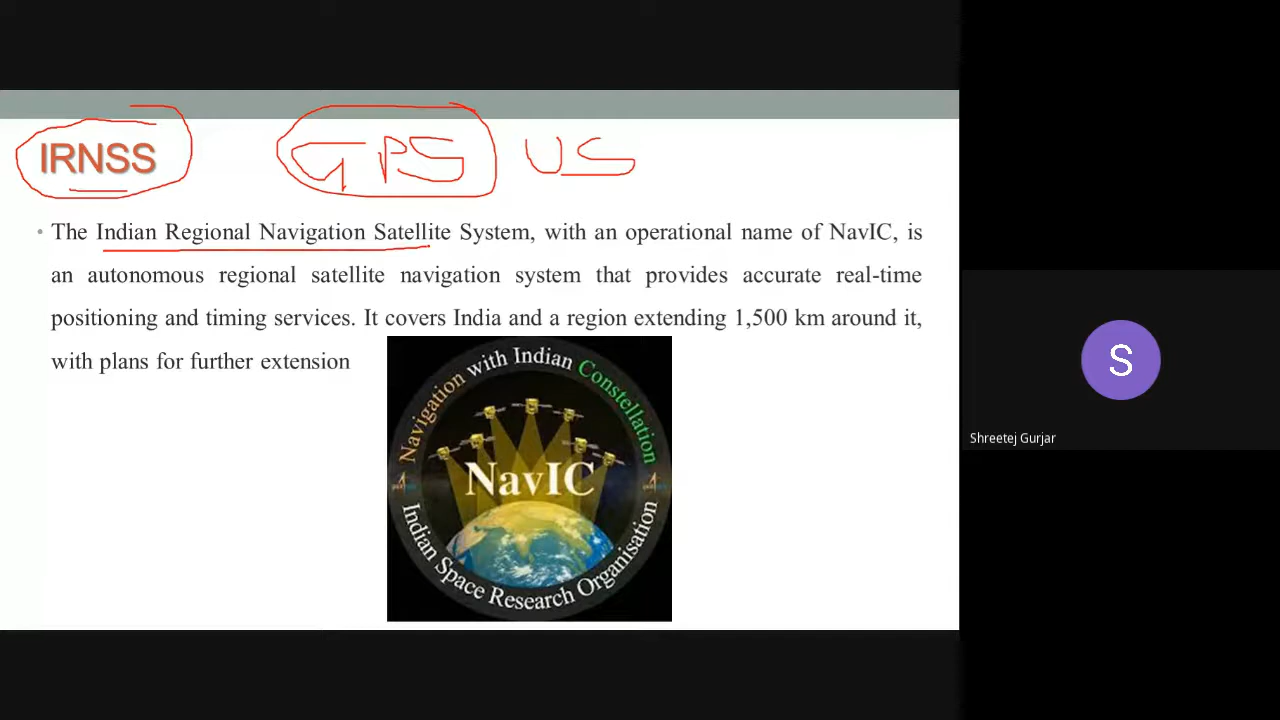 IRNSS GPS US
• The Indian Regional Navigation Satellite System, with an operational name of NavIC, is
an autonomous regional satellite navigation system that provides accurate real-time
positioning and timing services. It covers India and a region extending 1,500 km around it,
with plans for further extension
Navigation with Indian Constellation
NavIC
Indian Space Research Organisation
S
Shreetej Gurjar